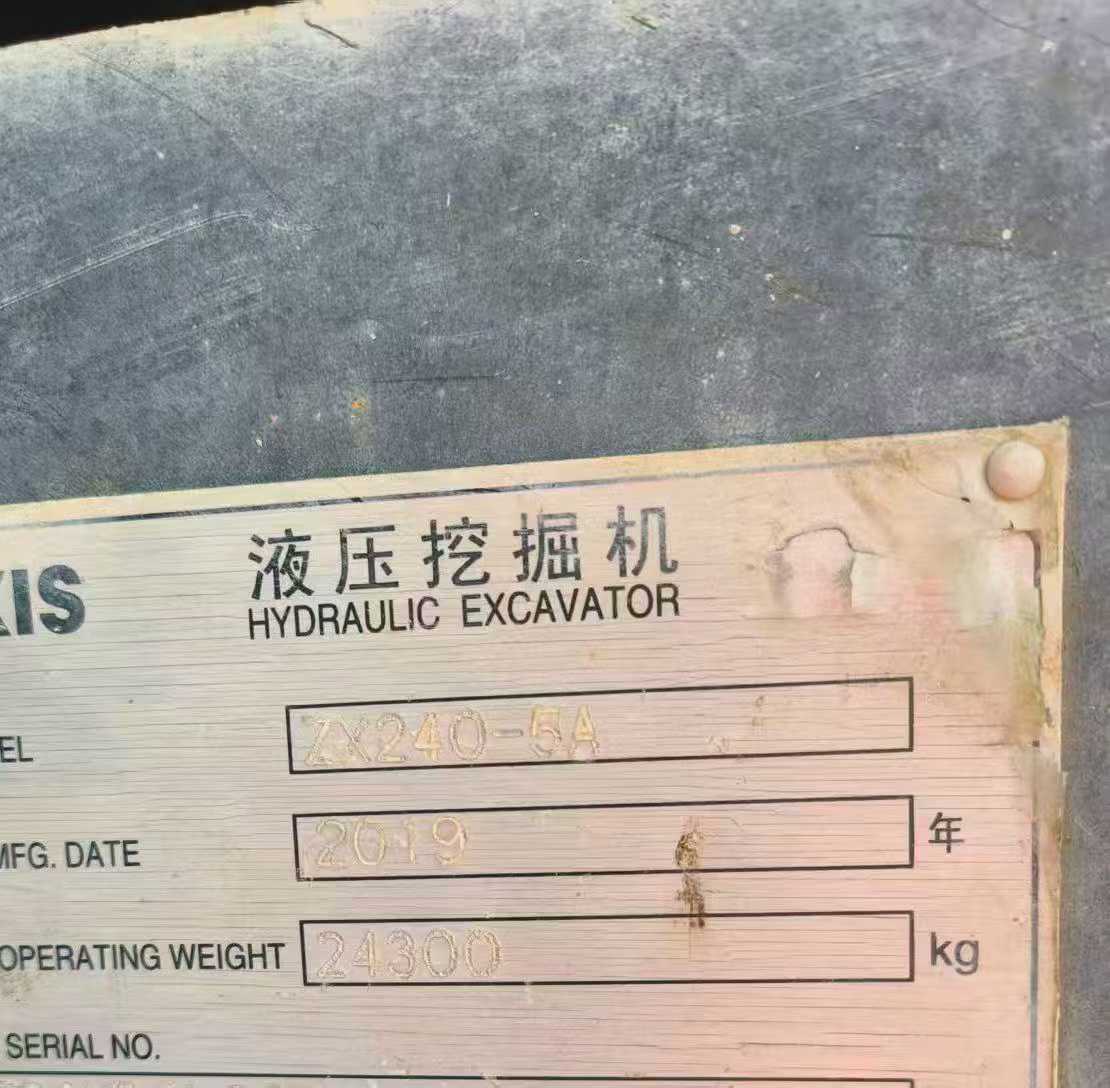 XIS
液压挖掘机
HYDRAULIC EXCAVATOR
EL ZX240-5A
MFG. DATE 2019 年
OPERATING WEIGHT 24300 kg
SERIAL NO.